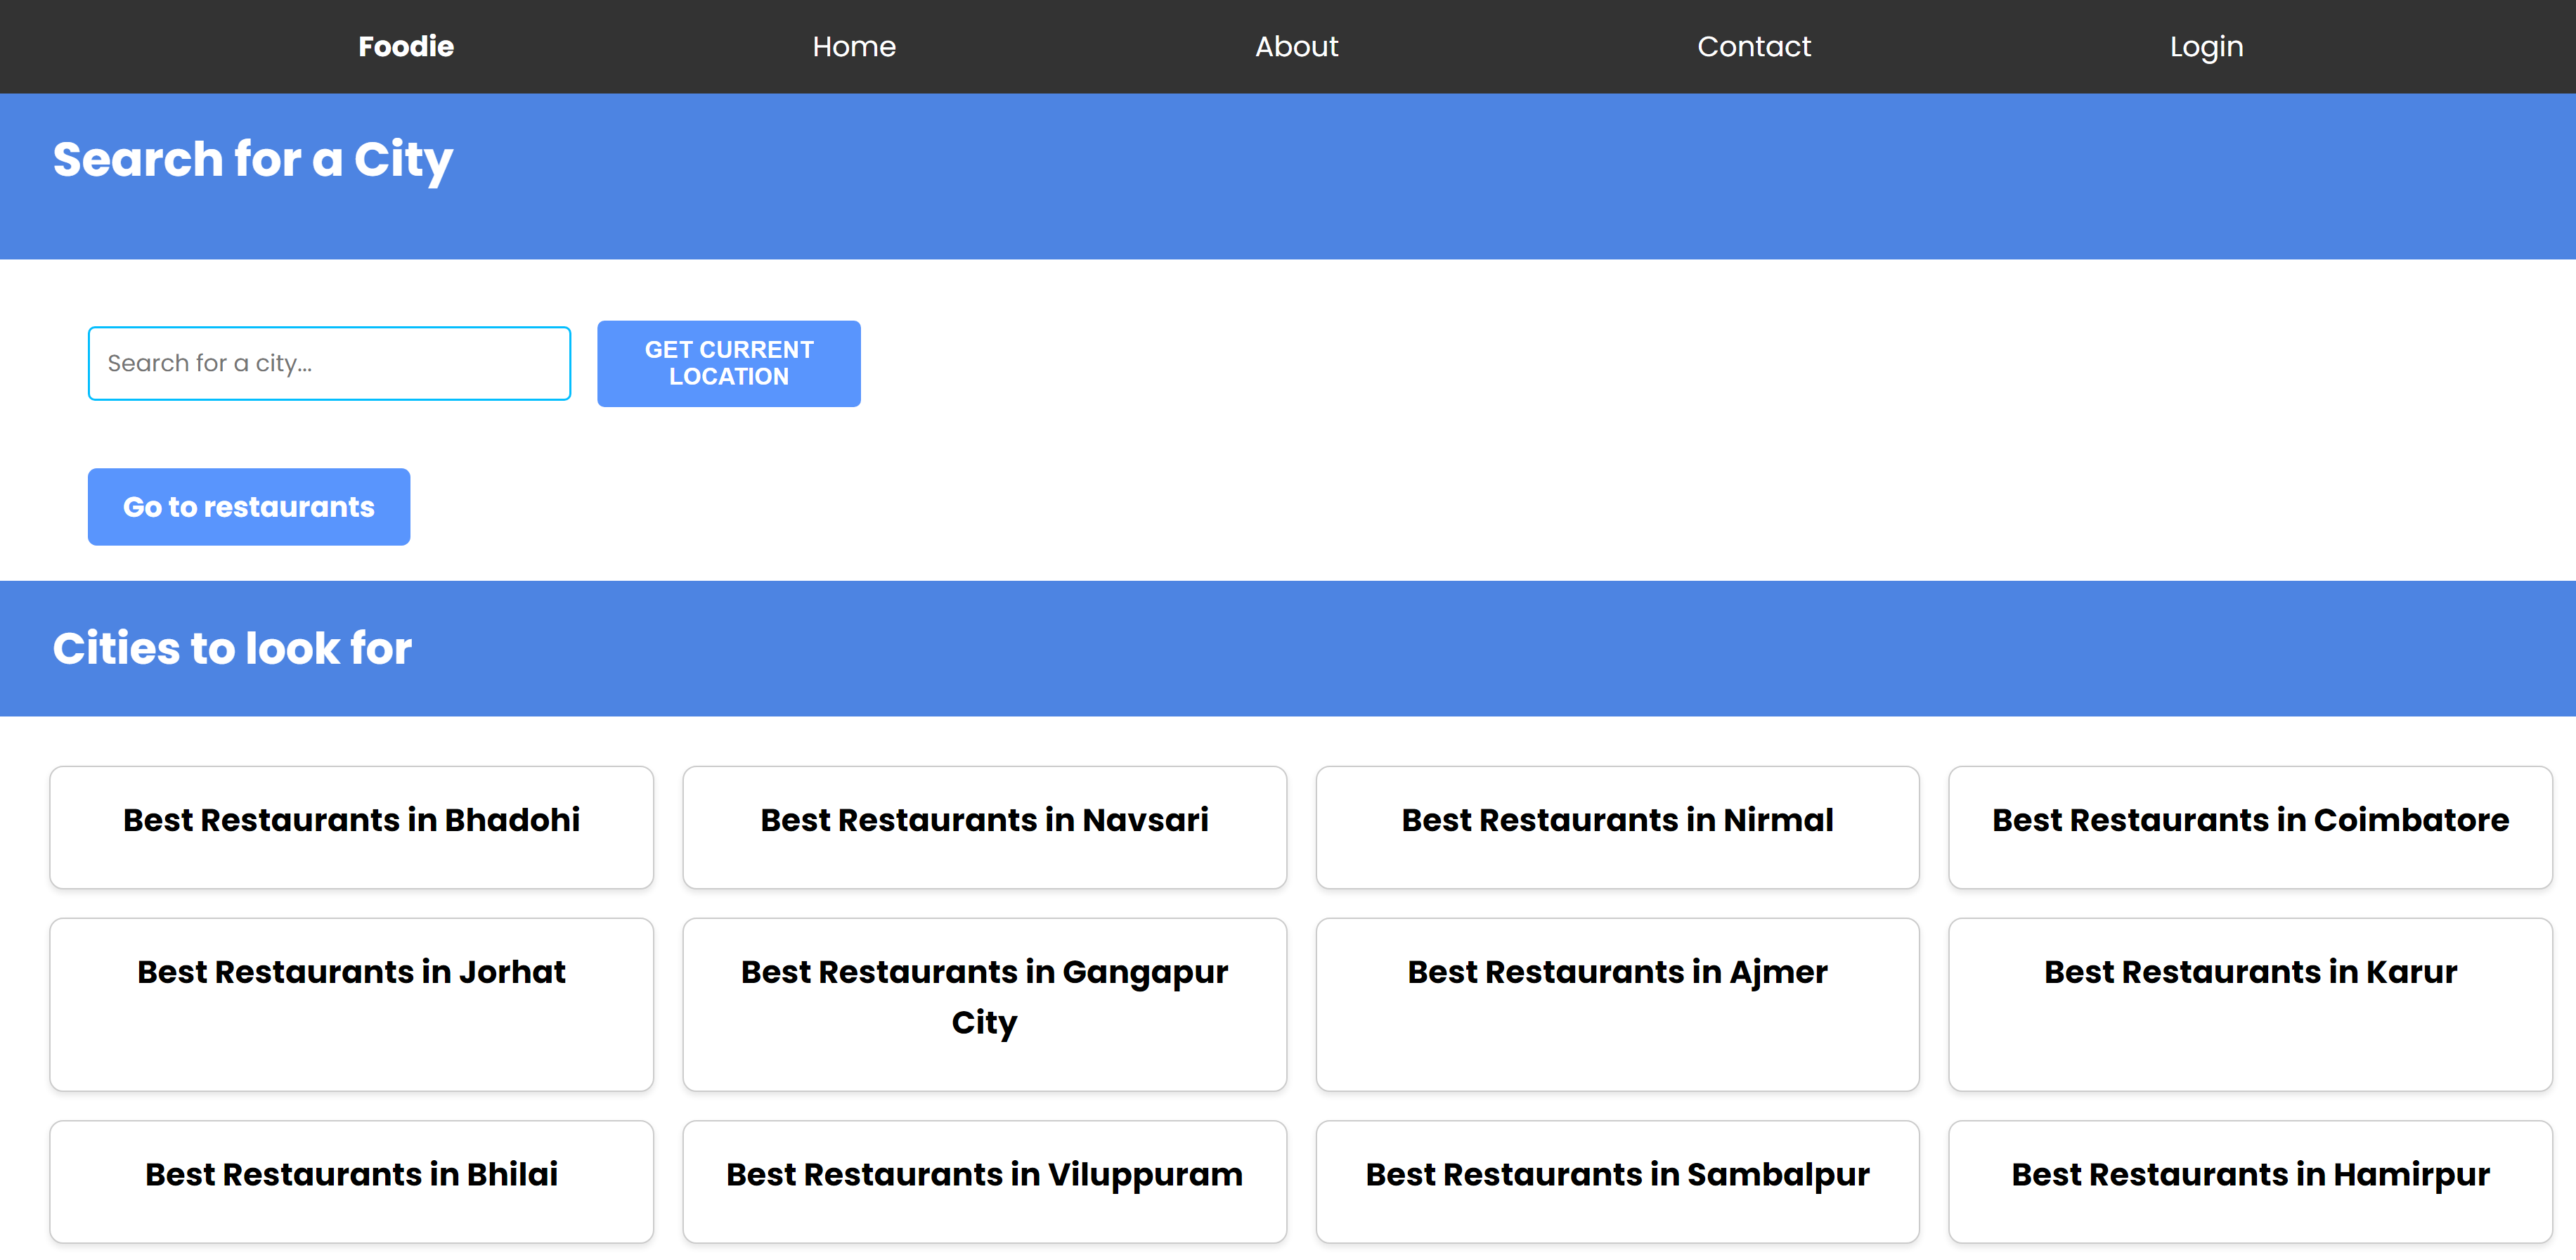 Foodie Home About Contact Login
Search for a City
Search for a city...
GET CURRENT
LOCATION
Go to restaurants
Cities to look for
Best Restaurants in Bhadohi
Best Restaurants in Navsari
Best Restaurants in Nirmal
Best Restaurants in Coimbatore
Best Restaurants in Jorhat
Best Restaurants in Gangapur
City
Best Restaurants in Ajmer
Best Restaurants in Karur
Best Restaurants in Bhilai
Best Restaurants in Viluppuram
Best Restaurants in Sambalpur
Best Restaurants in Hamirpur